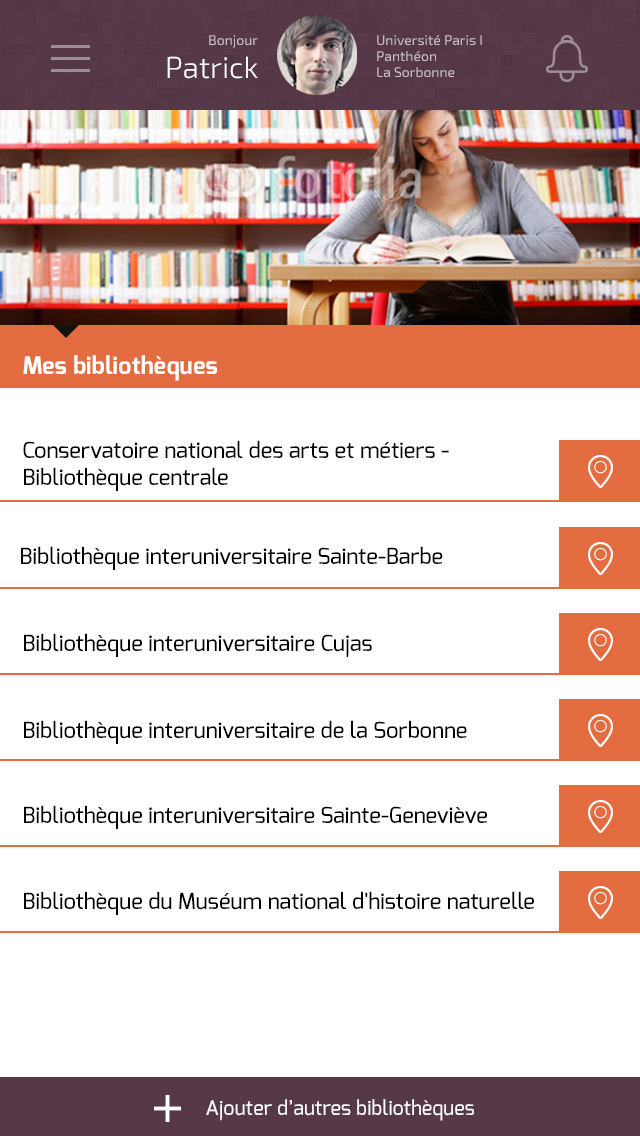 Bonjour
Patrick
Université Paris I
Panthéon
La Sorbonne
fotolia
Mes bibliothèques
Conservatoire national des arts et métiers -
Bibliothèque centrale
Bibliothèque interuniversitaire Sainte-Barbe
Bibliothèque interuniversitaire Cujas
Bibliothèque interuniversitaire de la Sorbonne
Bibliothèque interuniversitaire Sainte-Geneviève
Bibliothèque du Muséum national d'histoire naturelle
Ajouter d'autres bibliothèques